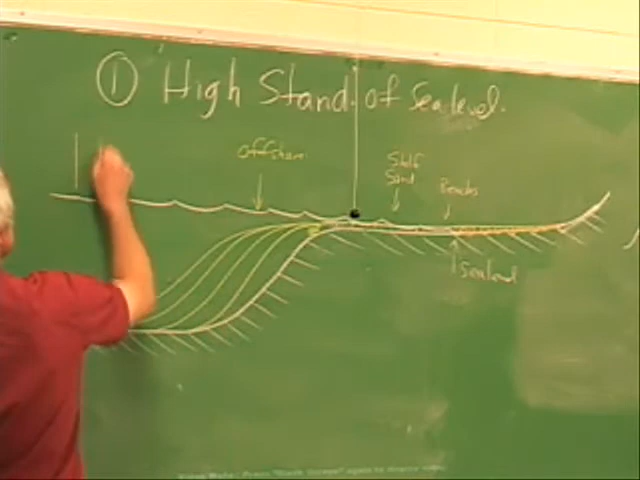 ① High Stand. of Sea level.
Offshore
Shelf
Sand
Beach
Sea level